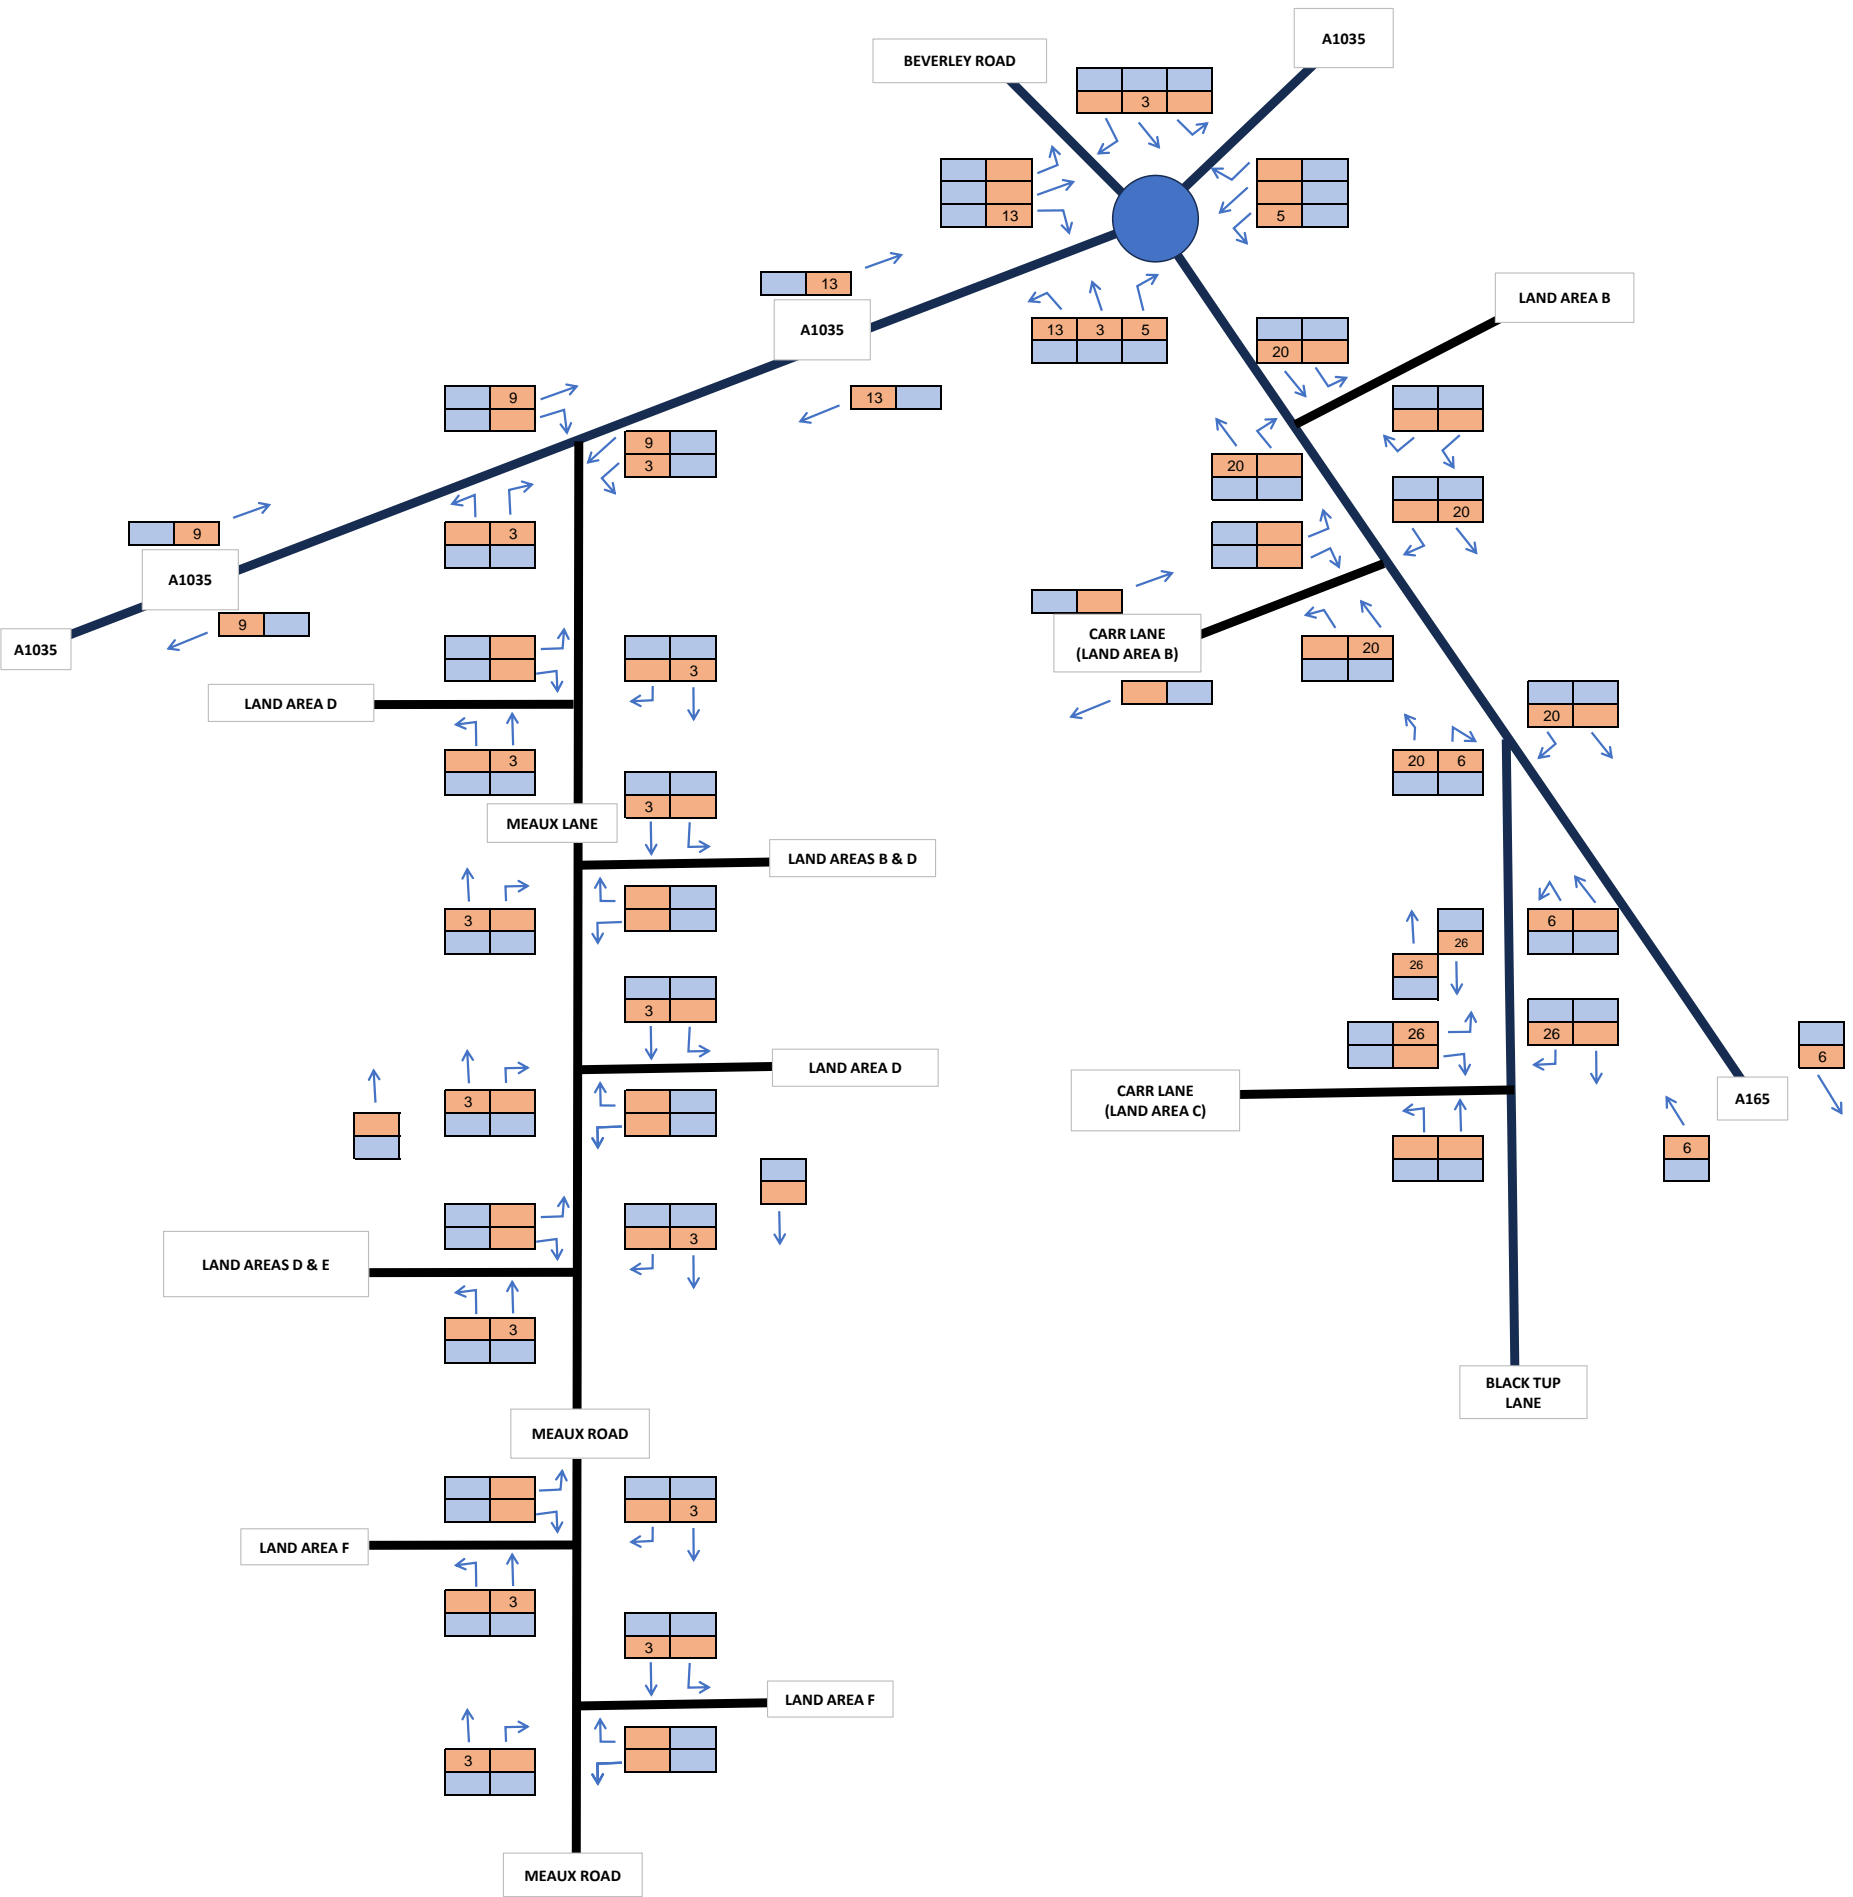 A1035
BEVERLEY ROAD
3
13
5
LAND AREA B
13
A1035
13 3 5
20
9
13
9
3
20
20
9
3
A1035
9
A1035
CARR LANE
(LAND AREA B)
20
3
LAND AREA D
20
3
20 6
MEAUX LANE
3
LAND AREAS B & D
3
6
26
26
3
26
26
6
LAND AREA D
CARR LANE
(LAND AREA C)
A165
3
6
3
LAND AREAS D & E
3
BLACK TUP
LANE
MEAUX ROAD
3
LAND AREA F
3
3
LAND AREA F
3
MEAUX ROAD